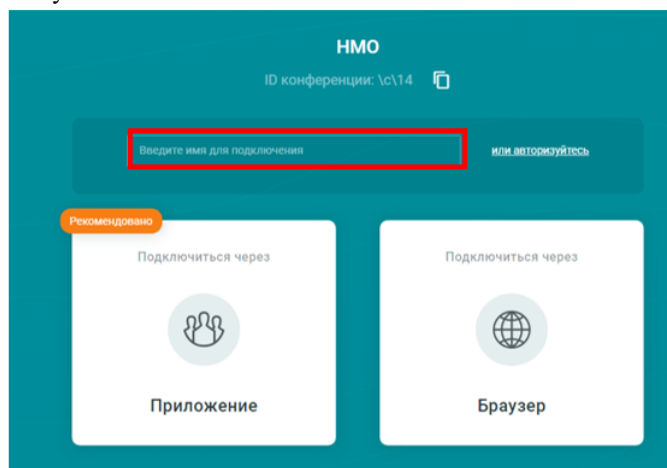 НМО
ID конференции: \c\14
Введите имя для подключения
или авторизуйтесь
Рекомендовано
Подключиться через
Приложение
Подключиться через
Браузер